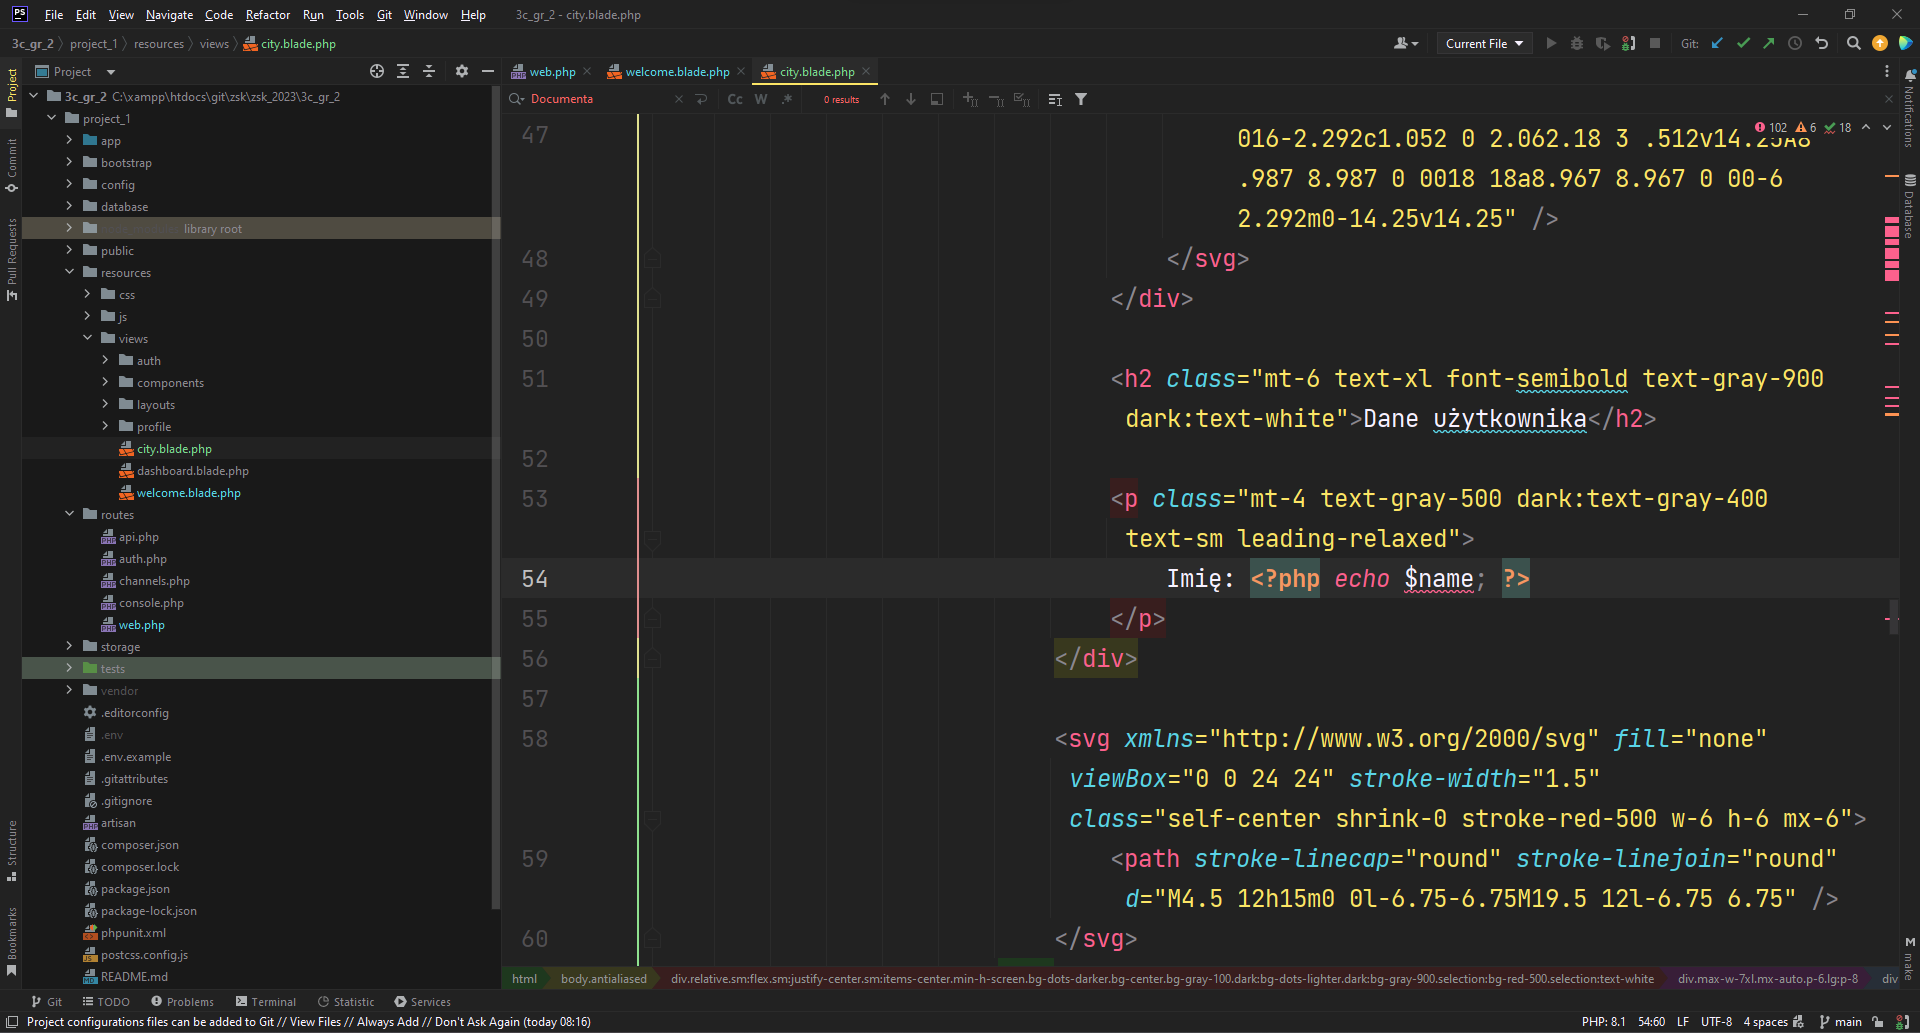 PS File Edit View Navigate Code Refactor Run Tools Git Window Help 3c_gr_2 - city.blade.php
3c_gr_2 project_1 resources views city.blade.php Current File Git:
Project web.php welcome.blade.php city.blade.php
Documenta Cc W .* 0 results
3c_gr_2 C:\xampp\htdocs\git\zsk\zsk_2023\3c_gr_2
project_1
app
bootstrap
config
database
library root
public
resources
css
js
views
auth
components
layouts
profile
city.blade.php
dashboard.blade.php
welcome.blade.php
routes
api.php
auth.php
channels.php
console.php
web.php
storage
tests
vendor
.editorconfig
.env
.env.example
.gitattributes
.gitignore
artisan
composer.json
composer.lock
package.json
package-lock.json
phpunit.xml
postcss.config.js
README.md
Project
Commit
Pull Requests
Structure
Bookmarks
102 6 18
47 016-2.292c1.052 0 2.062.18 3 .512v14.25A8
.987 8.987 0 0018 18a8.967 8.967 0 00-6
2.292m0-14.25v14.25" />
48 </svg>
49 </div>
50
51 <h2 class="mt-6 text-xl font-semibold text-gray-900
dark:text-white">Dane użytkownika</h2>
52
53 <p class="mt-4 text-gray-500 dark:text-gray-400
text-sm leading-relaxed">
54 Imię: <?php echo $name; ?>
55 </p>
56 </div>
57
58 <svg xmlns="http://www.w3.org/2000/svg" fill="none"
viewBox="0 0 24 24" stroke-width="1.5"
class="self-center shrink-0 stroke-red-500 w-6 h-6 mx-6">
59 <path stroke-linecap="round" stroke-linejoin="round"
d="M4.5 12h15m0 0l-6.75-6.75M19.5 12l-6.75 6.75" />
60 </svg>
Notifications
Database
M make
html body.antialiased div.relative.sm:flex.sm:justify-center.sm:items-center.min-h-screen.bg-dots-darker.bg-center.bg-gray-100.dark:bg-dots-lighter.dark:bg-gray-900.selection:bg-red-500.selection:text-white div.max-w-7xl.mx-auto.p-6.lg:p-8 div
Git TODO Problems Terminal Statistic Services
Project configurations files can be added to Git // View Files // Always Add // Don't Ask Again (today 08:16) PHP: 8.1 54:60 LF UTF-8 4 spaces main